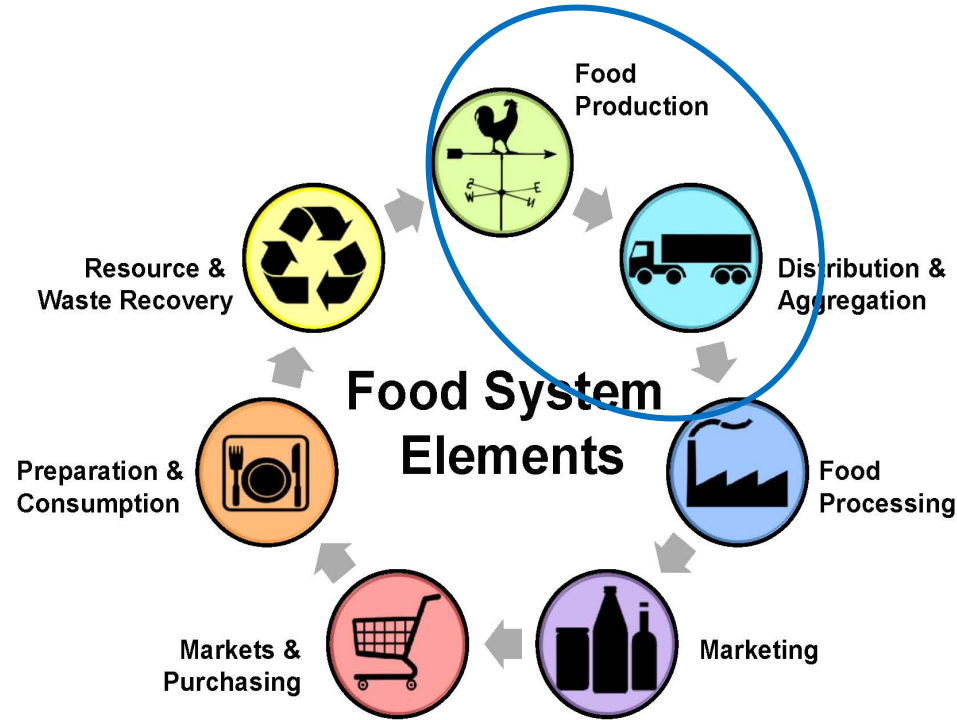 Food
Production
Distribution &
Aggregation
Food
Processing
Marketing
Markets &
Purchasing
Preparation &
Consumption
Resource &
Waste Recovery
Food System
Elements
S
E
W
N